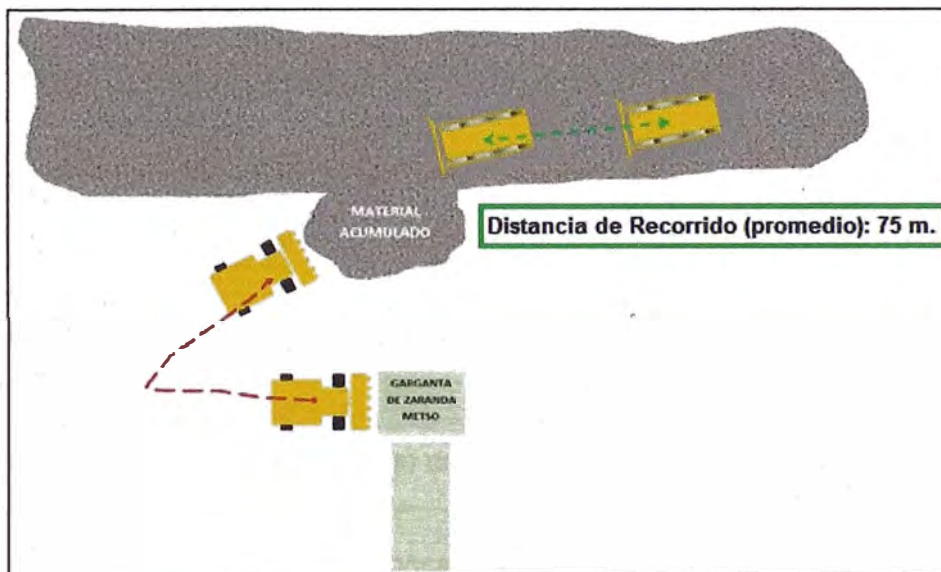 MATERIAL
ACUMULADO
Distancia de Recorrido (promedio): 75 m.
GARGANTA
DE ZARANDA
METSO